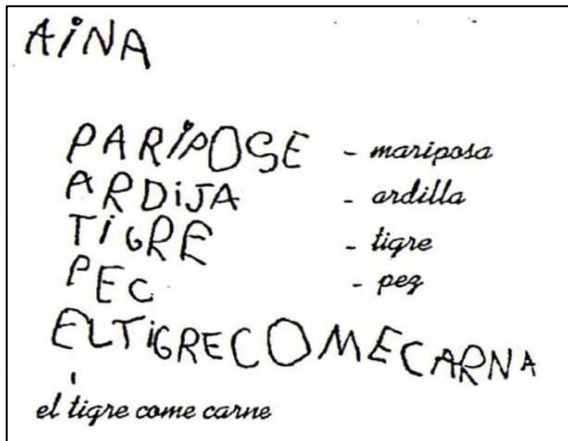 AiNA
PARiPOSE - mariposa
ARDiJA - ardilla
TiGRE - tigre
PEC - pez
ELTiGRECOMECARNA
el tigre come carne